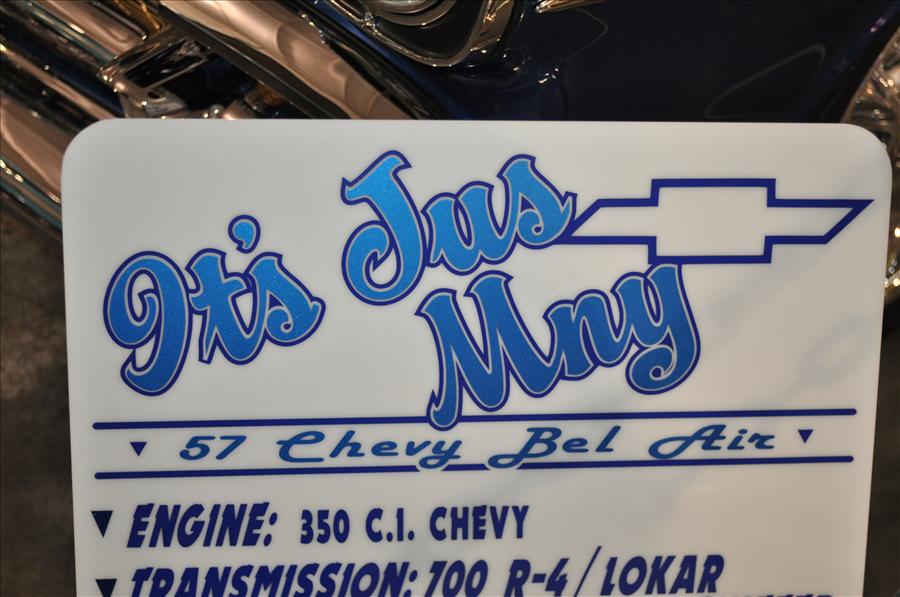 It's Jus
Mny
57 Chevy Bel Air
ENGINE: 350 C.I. CHEVY
TRANSMISSION: 700 R-4 / LOKAR